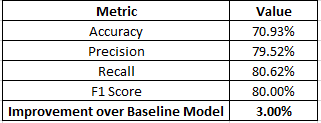 Metric Value
Accuracy 70.93%
Precision 79.52%
Recall 80.62%
F1 Score 80.00%
Improvement over Baseline Model 3.00%